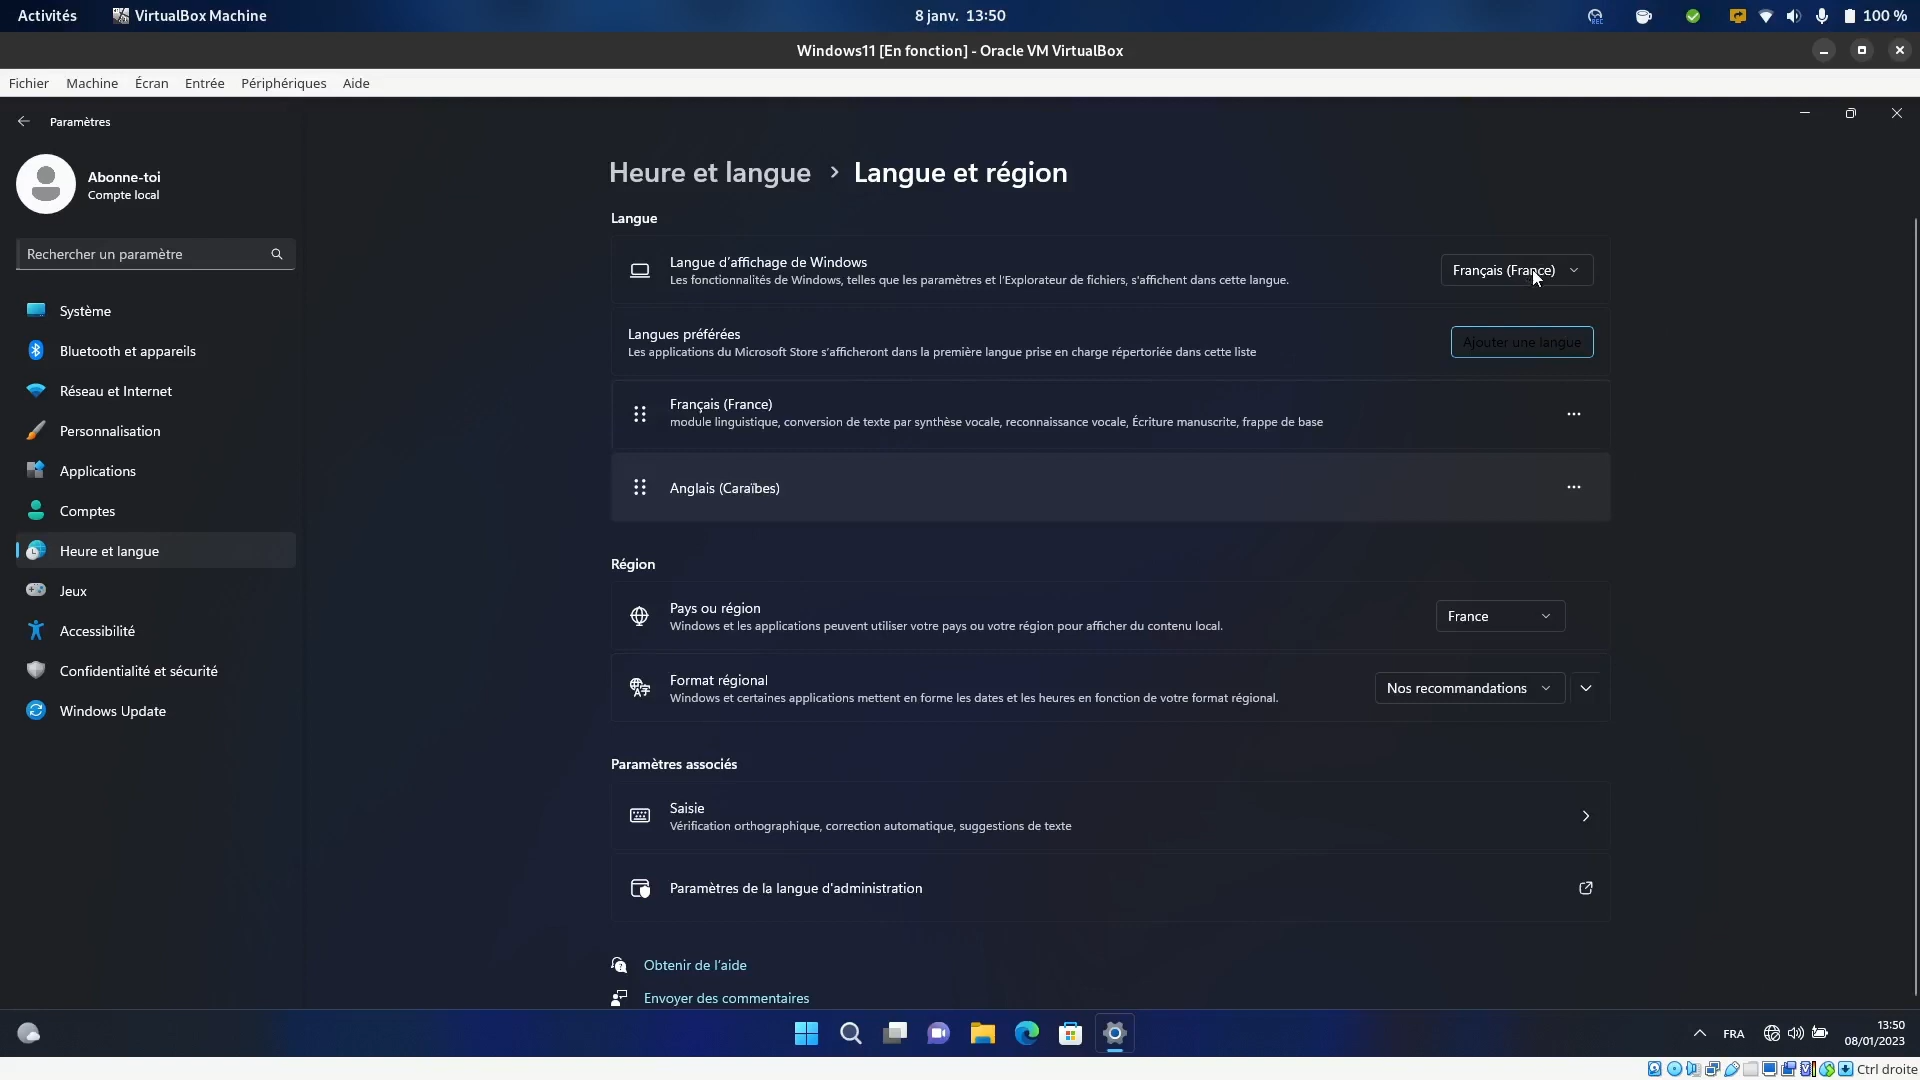 Activités
VirtualBox Machine
8 janv. 13:50
100 %
Windows11 [En fonction] - Oracle VM VirtualBox
Fichier Machine Écran Entrée Périphériques Aide
Paramètres
Abonne-toi
Compte local
Rechercher un paramètre
Système
Bluetooth et appareils
Réseau et Internet
Personnalisation
Applications
Comptes
Heure et langue
Jeux
Accessibilité
Confidentialité et sécurité
Windows Update
Heure et langue > Langue et région
Langue
Langue d'affichage de Windows
Les fonctionnalités de Windows, telles que les paramètres et l'Explorateur de fichiers, s'affichent dans cette langue.
Français (France)
Langues préférées
Les applications du Microsoft Store s'afficheront dans la première langue prise en charge répertoriée dans cette liste
Ajouter une langue
Français (France)
module linguistique, conversion de texte par synthèse vocale, reconnaissance vocale, Écriture manuscrite, frappe de base
Anglais (Caraïbes)
Région
Pays ou région
Windows et les applications peuvent utiliser votre pays ou votre région pour afficher du contenu local.
France
Format régional
Windows et certaines applications mettent en forme les dates et les heures en fonction de votre format régional.
Nos recommandations
Paramètres associés
Saisie
Vérification orthographique, correction automatique, suggestions de texte
Paramètres de la langue d'administration
Obtenir de l'aide
Envoyer des commentaires
FRA
13:50
08/01/2023
Ctrl droite